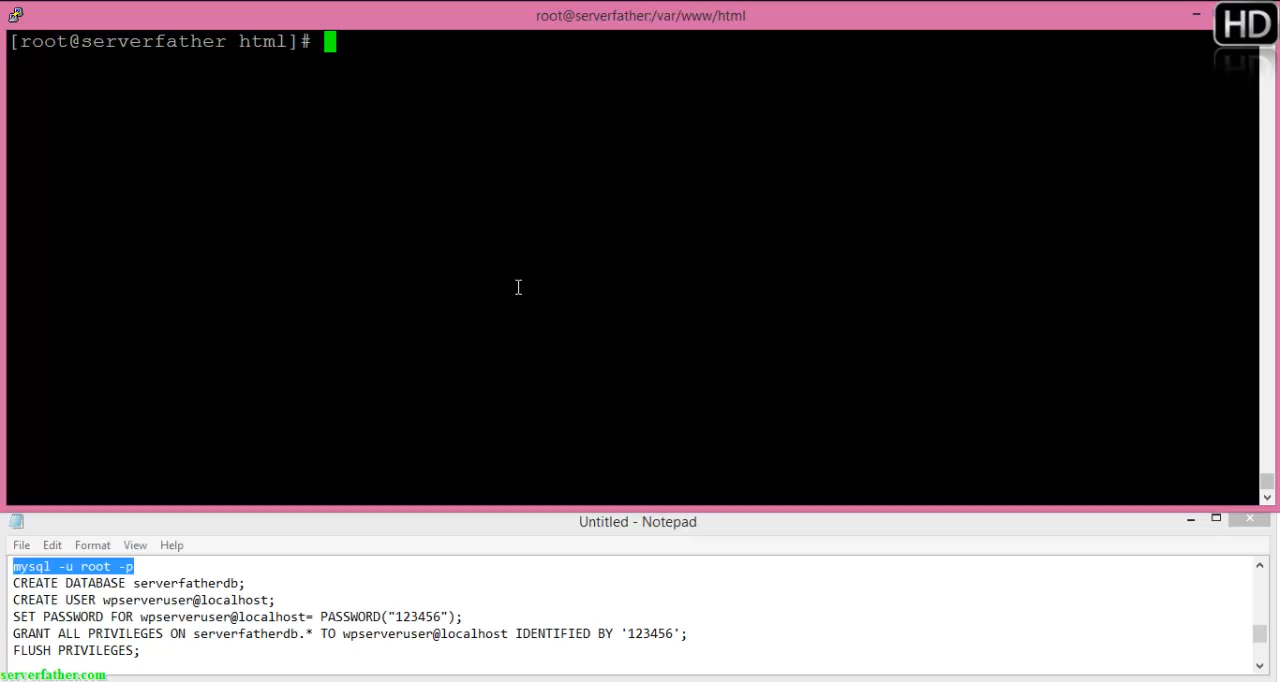 root@serverfather:/var/www/html
HD
[root@serverfather html]#
Untitled - Notepad
File Edit Format View Help
mysql -u root -p
CREATE DATABASE serverfatherdb;
CREATE USER wpserveruser@localhost;
SET PASSWORD FOR wpserveruser@localhost= PASSWORD("123456");
GRANT ALL PRIVILEGES ON serverfatherdb.* TO wpserveruser@localhost IDENTIFIED BY '123456';
FLUSH PRIVILEGES;
serverfather.com